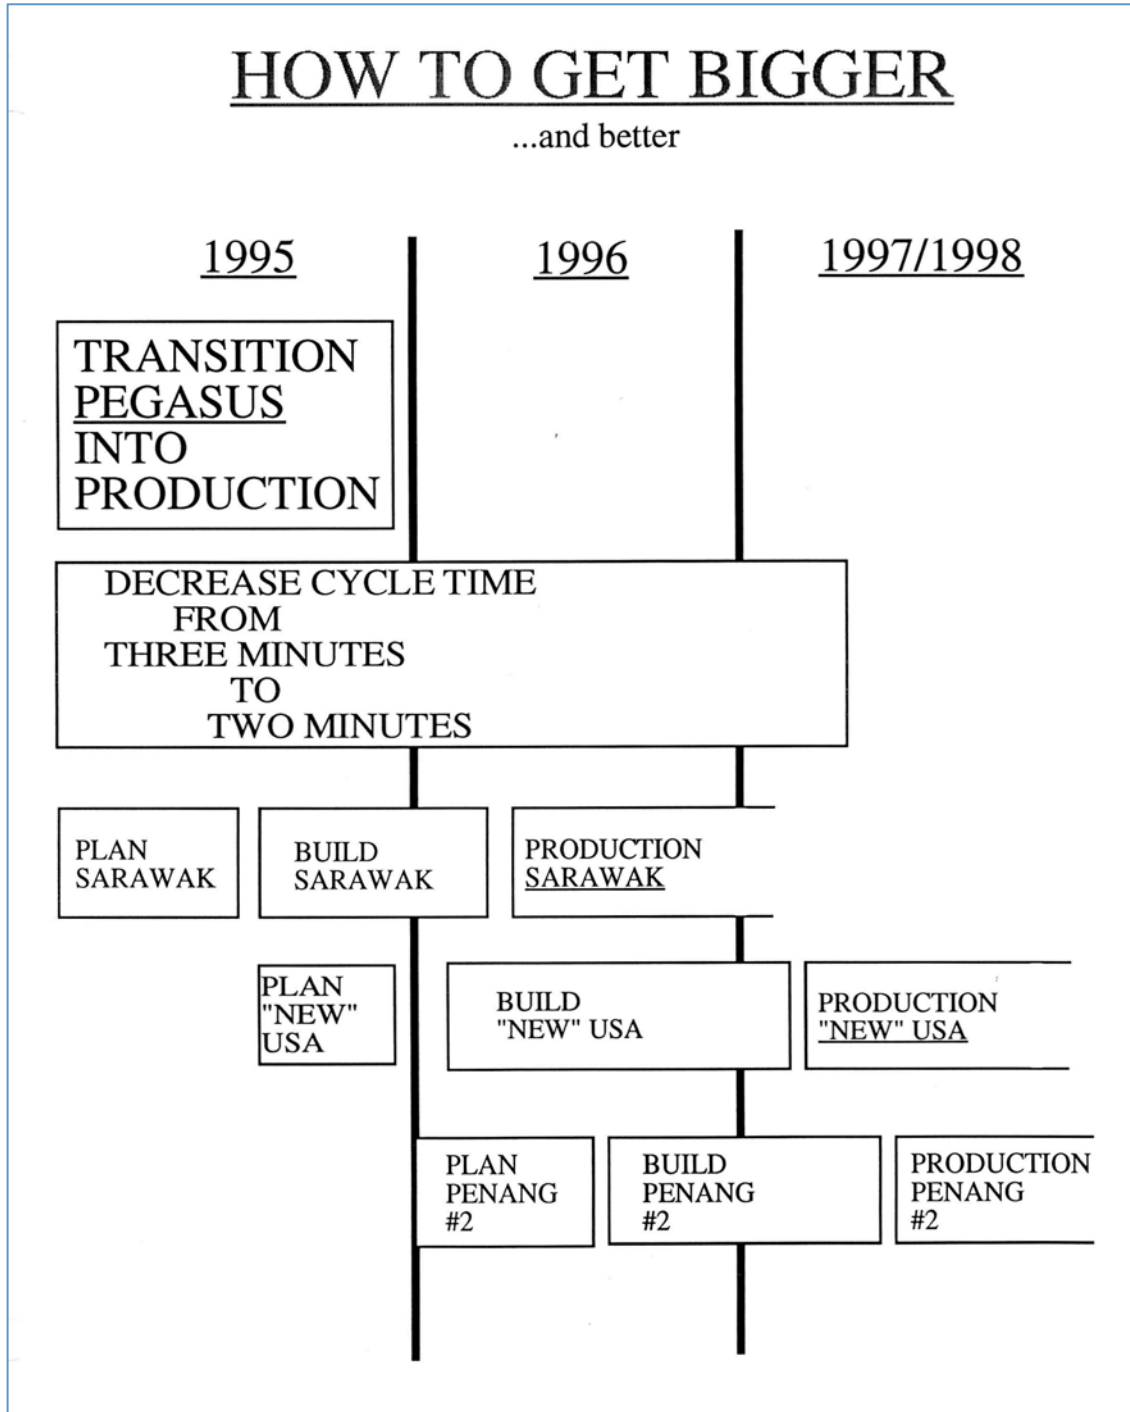 HOW TO GET BIGGER
...and better
1995
1996
1997/1998
TRANSITION
PEGASUS
INTO
PRODUCTION
DECREASE CYCLE TIME
FROM
THREE MINUTES
TO
TWO MINUTES
PLAN
SARAWAK
BUILD
SARAWAK
PRODUCTION
SARAWAK
PLAN
"NEW"
USA
BUILD
"NEW" USA
PRODUCTION
"NEW" USA
PLAN
PENANG
#2
BUILD
PENANG
#2
PRODUCTION
PENANG
#2